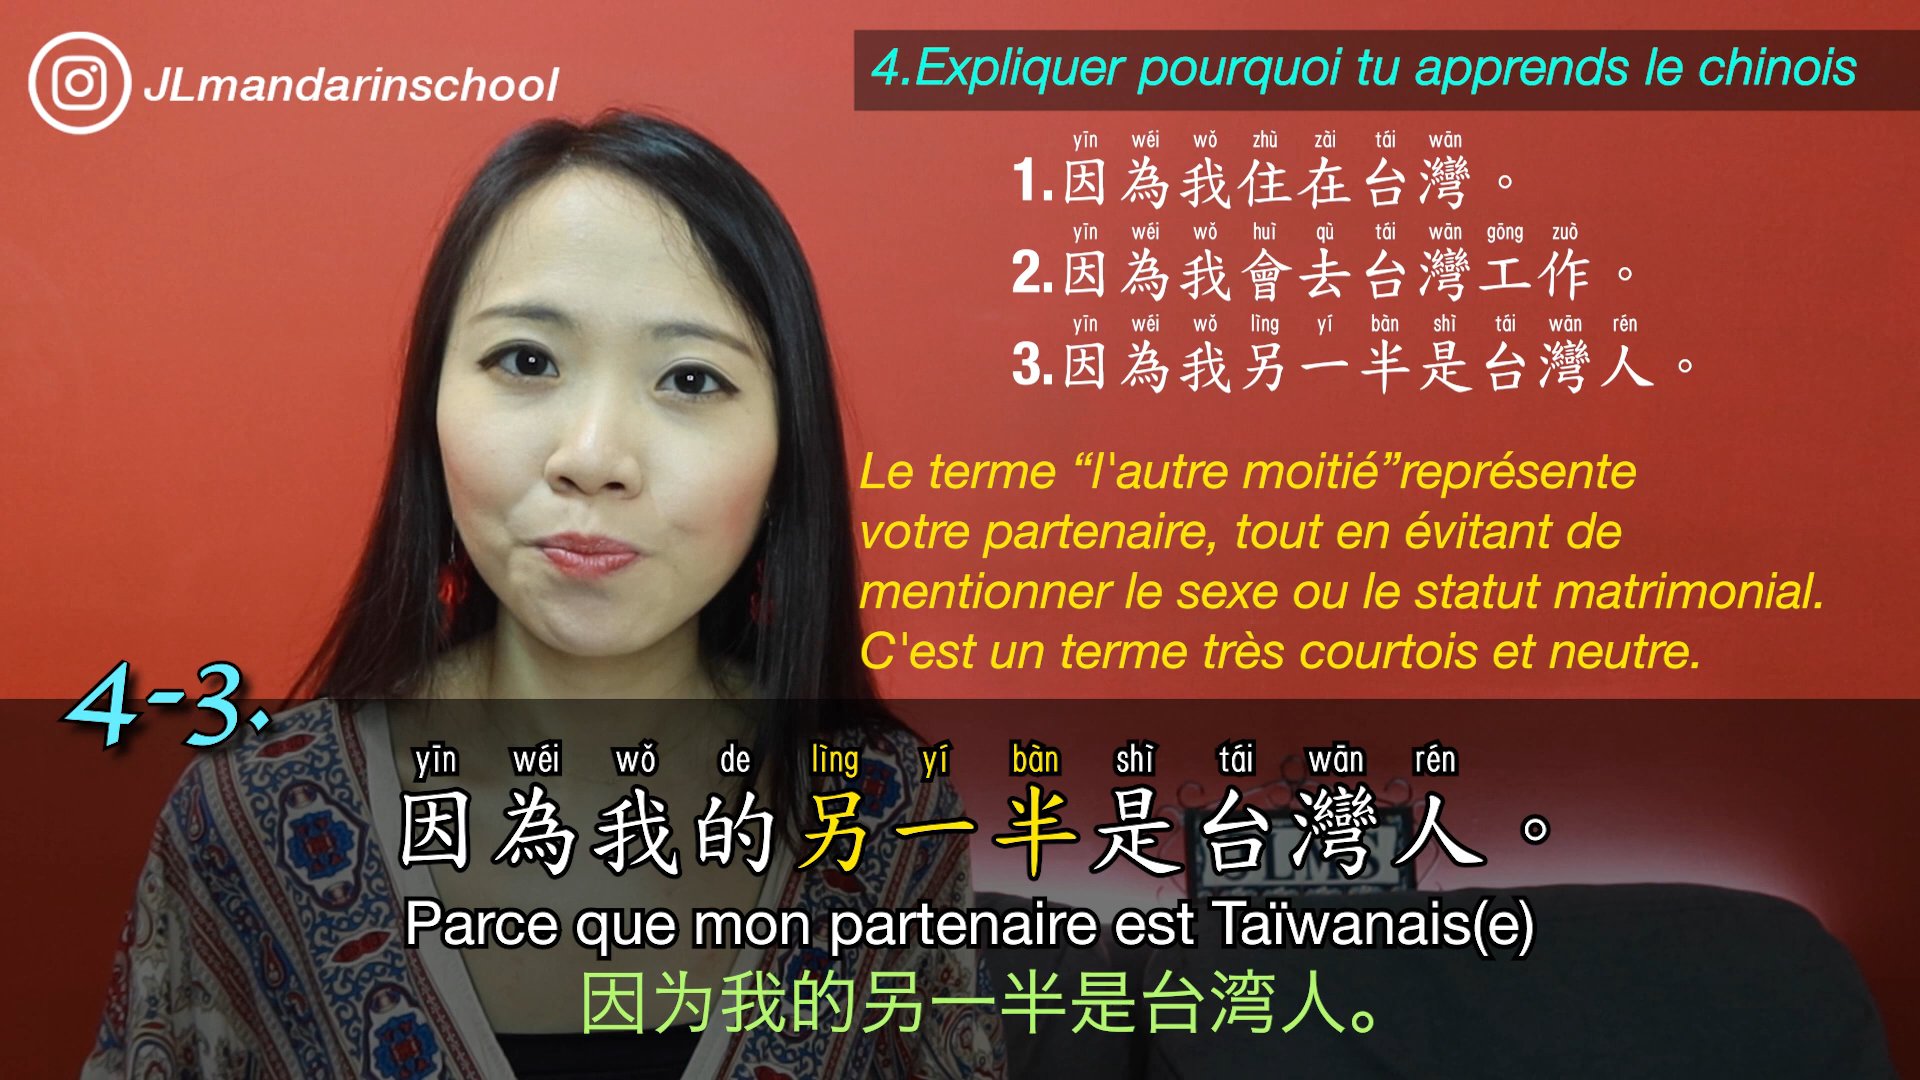 JLmandarinschool
4.Expliquer pourquoi tu apprends le chinois
yīn wéi wǒ zhù zài tái wān
1.因為我住在台灣。
yīn wéi wǒ huì qù tái wān gōng zuò
2.因為我會去台灣工作。
yīn wéi wǒ lìng yí bàn shì tái wān rén
3.因為我另一半是台灣人。
Le terme “l'autre moitié”représente
votre partenaire, tout en évitant de
mentionner le sexe ou le statut matrimonial.
C'est un terme très courtois et neutre.
4-3.
yīn wéi wǒ de lìng yí bàn shì tái wān rén
因為我的另一半是台灣人。
Parce que mon partenaire est Taïwanais(e)
因为我的另一半是台湾人。